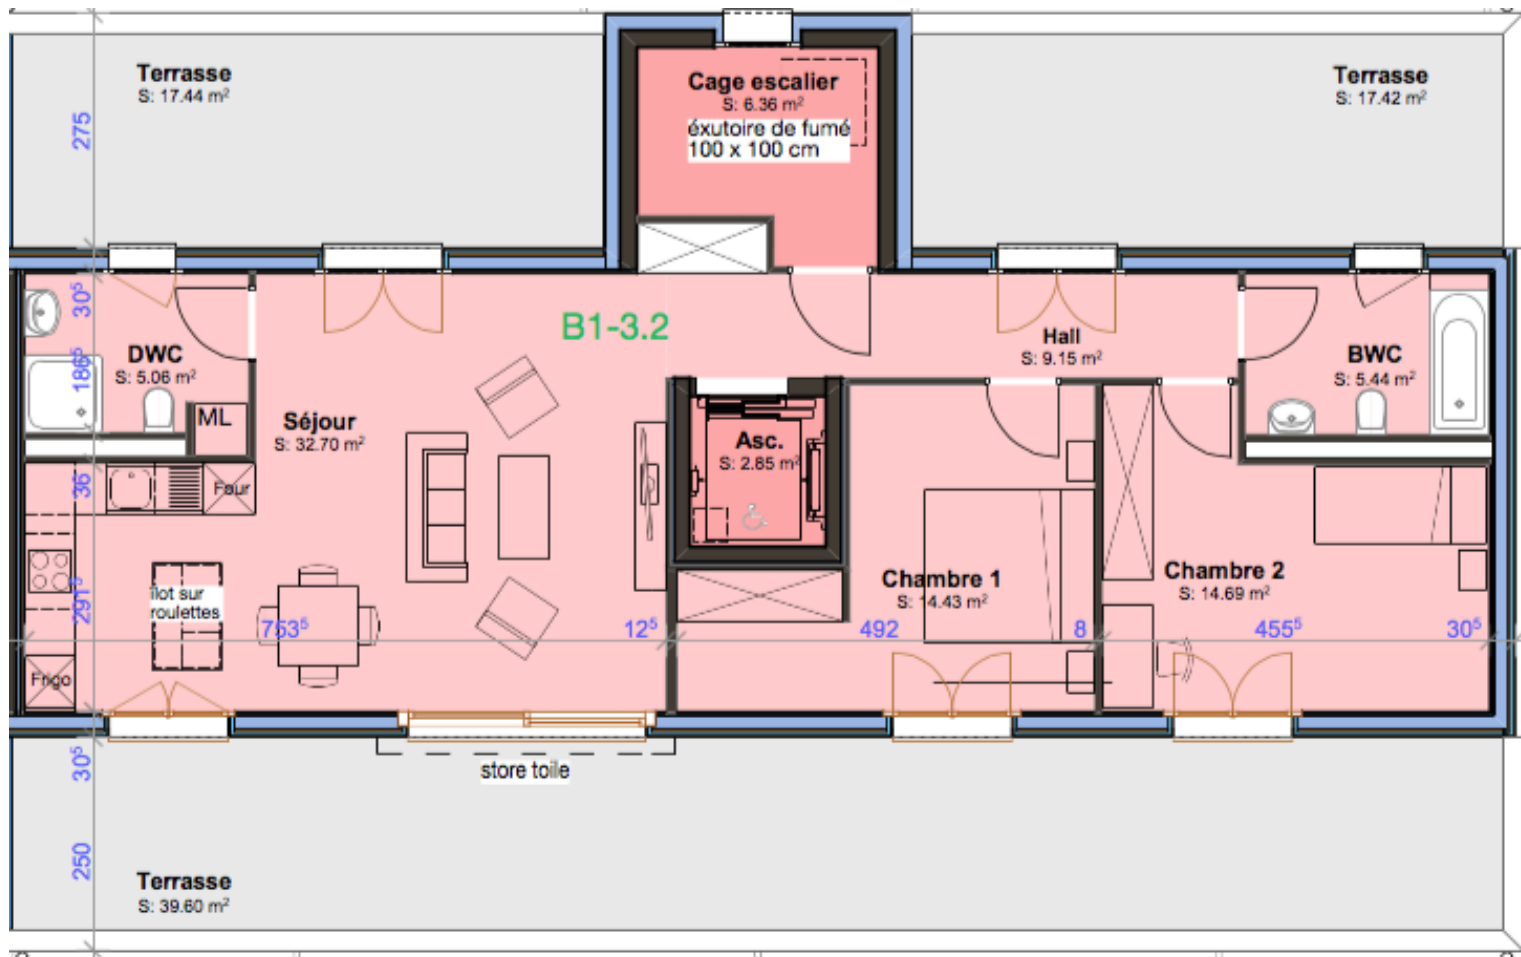 Terrasse
S: 17.44 m²
Cage escalier
S: 6.36 m²
éxutoire de fumé
100 x 100 cm
Terrasse
S: 17.42 m²
275
30⁵
B1-3.2
DWC
S: 5.06 m²
186⁵
ML
Séjour
S: 32.70 m²
Hall
S: 9.15 m²
BWC
S: 5.44 m²
Asc.
S: 2.85 m²
36
Four
291⁵
îlot sur
roulettes
Chambre 1
S: 14.43 m²
Chambre 2
S: 14.69 m²
753⁵
12⁵
492
8
455⁵
30⁵
Frigo
30⁵
store toile
250
Terrasse
S: 39.60 m²